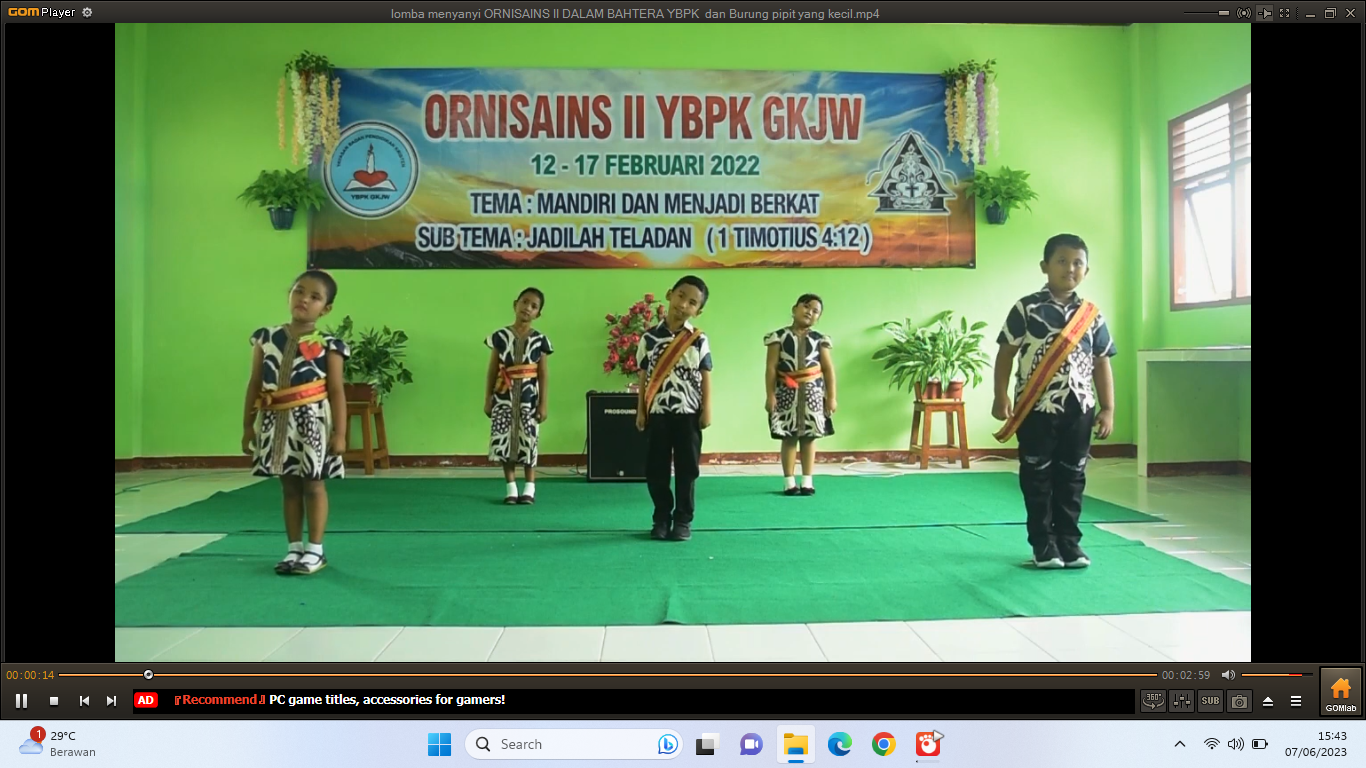 GOM Player
lomba menyanyi ORNISAINS II DALAM BAHTERA YBPK dan Burung pipit yang kecil.mp4
ORNISAINS II YBPK GKJW
12 - 17 FEBRUARI 2022
TEMA : MANDIRI DAN MENJADI BERKAT
SUB TEMA : JADILAH TELADAN ( 1 TIMOTIUS 4:12 )
YBPK GKJW
PROSOUND
00:00:14
00:02:59
AD
『Recommend』 PC game titles, accessories for gamers!
360°
SUB
GOMlab
1
29°C
Berawan
Search
15:43
07/06/2023